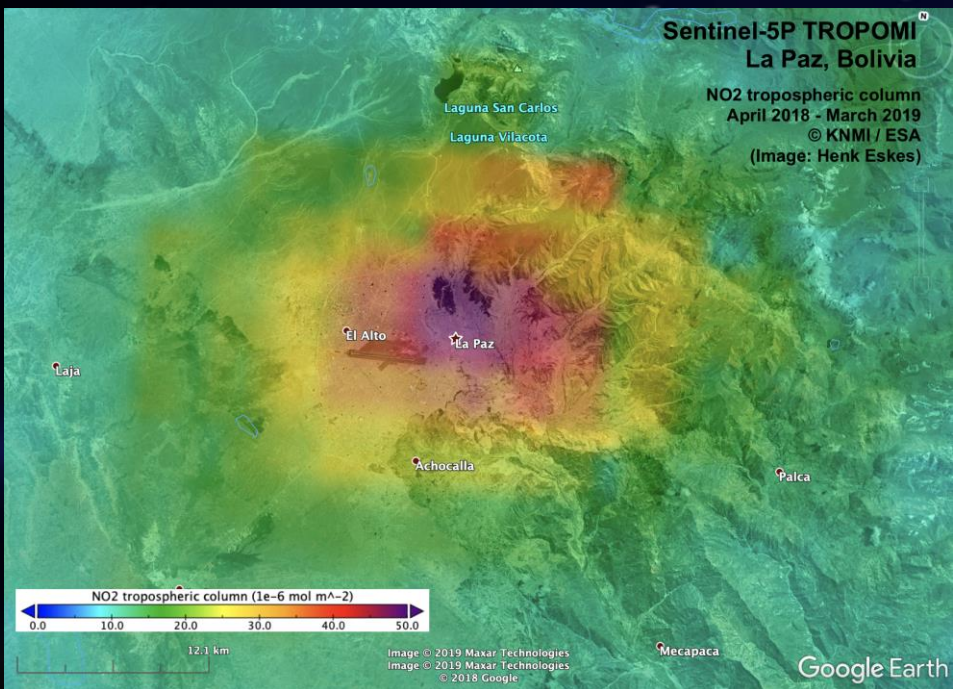 N
Sentinel-5P TROPOMI
La Paz, Bolivia
NO2 tropospheric column
April 2018 - March 2019
© KNMI / ESA
(Image: Henk Eskes)
Laguna San Carlos
Laguna Vilacota
El Alto
La Paz
Laja
Achocalla
Palca
NO2 tropospheric column (1e-6 mol m^-2)
0.0 10.0 20.0 30.0 40.0 50.0
12.1 km
Image © 2019 Maxar Technologies
Image © 2019 Maxar Technologies
© 2018 Google
Mecapaca
Google Earth